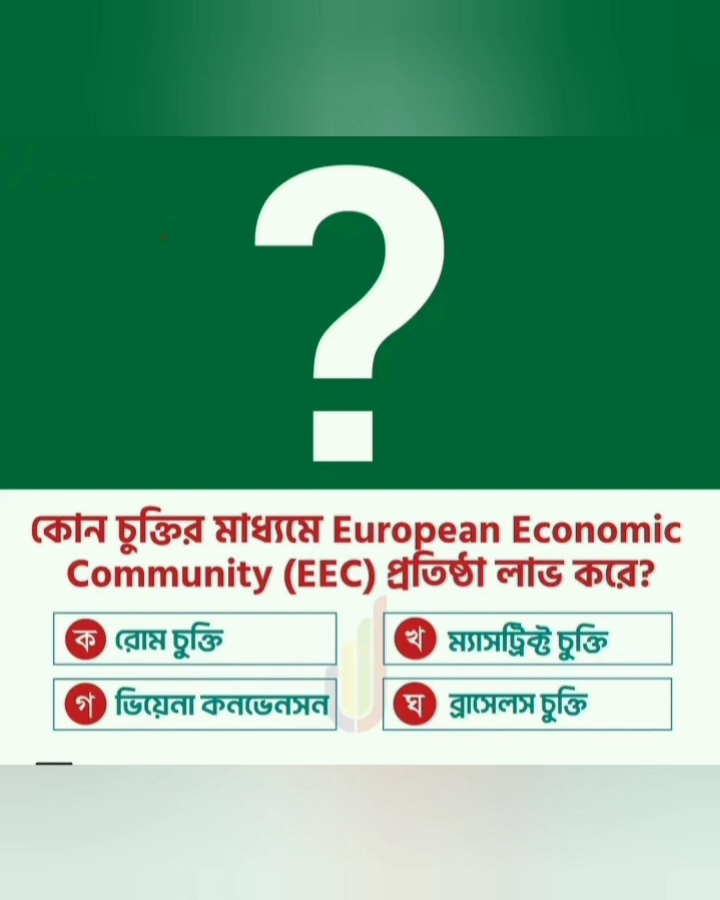 ?
কোন চুক্তির মাধ্যমে European Economic
Community (EEC) প্রতিষ্ঠা লাভ করে?
ক রোম চুক্তি
খ ম্যাসট্রিক্ট চুক্তি
গ ভিয়েনা কনভেনসন
ঘ ব্রাসেলস চুক্তি